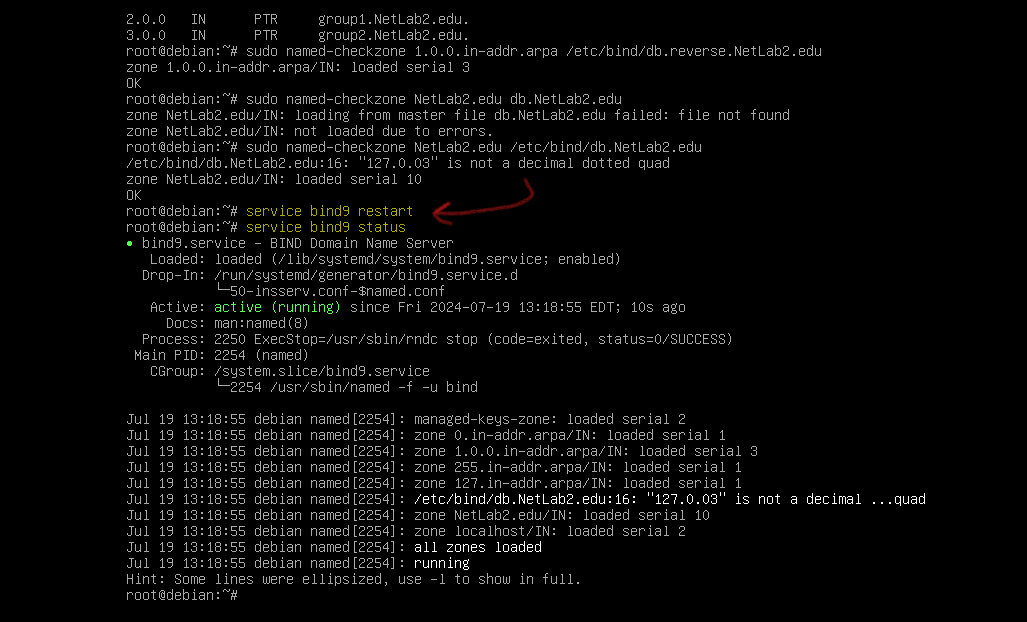 2.0.0   IN      PTR     group1.NetLab2.edu.
3.0.0   IN      PTR     group2.NetLab2.edu.
root@debian:~# sudo named-checkzone 1.0.0.in-addr.arpa /etc/bind/db.reverse.NetLab2.edu
zone 1.0.0.in-addr.arpa/IN: loaded serial 3
OK
root@debian:~# sudo named-checkzone NetLab2.edu db.NetLab2.edu
zone NetLab2.edu/IN: loading from master file db.NetLab2.edu failed: file not found
zone NetLab2.edu/IN: not loaded due to errors.
root@debian:~# sudo named-checkzone NetLab2.edu /etc/bind/db.NetLab2.edu
/etc/bind/db.NetLab2.edu:16: "127.0.03" is not a decimal dotted quad
zone NetLab2.edu/IN: loaded serial 10
OK
root@debian:~# service bind9 restart
root@debian:~# service bind9 status
● bind9.service - BIND Domain Name Server
   Loaded: loaded (/lib/systemd/system/bind9.service; enabled)
  Drop-In: /run/systemd/generator/bind9.service.d
           └─50-insserv.conf-$named.conf
   Active: active (running) since Fri 2024-07-19 13:18:55 EDT; 10s ago
     Docs: man:named(8)
  Process: 2250 ExecStop=/usr/sbin/rndc stop (code=exited, status=0/SUCCESS)
 Main PID: 2254 (named)
   CGroup: /system.slice/bind9.service
           └─2254 /usr/sbin/named -f -u bind
Jul 19 13:18:55 debian named[2254]: managed-keys-zone: loaded serial 2
Jul 19 13:18:55 debian named[2254]: zone 0.in-addr.arpa/IN: loaded serial 1
Jul 19 13:18:55 debian named[2254]: zone 1.0.0.in-addr.arpa/IN: loaded serial 3
Jul 19 13:18:55 debian named[2254]: zone 255.in-addr.arpa/IN: loaded serial 1
Jul 19 13:18:55 debian named[2254]: zone 127.in-addr.arpa/IN: loaded serial 1
Jul 19 13:18:55 debian named[2254]: /etc/bind/db.NetLab2.edu:16: "127.0.03" is not a decimal ...quad
Jul 19 13:18:55 debian named[2254]: zone NetLab2.edu/IN: loaded serial 10
Jul 19 13:18:55 debian named[2254]: zone localhost/IN: loaded serial 2
Jul 19 13:18:55 debian named[2254]: all zones loaded
Jul 19 13:18:55 debian named[2254]: running
Hint: Some lines were ellipsized, use -l to show in full.
root@debian:~#